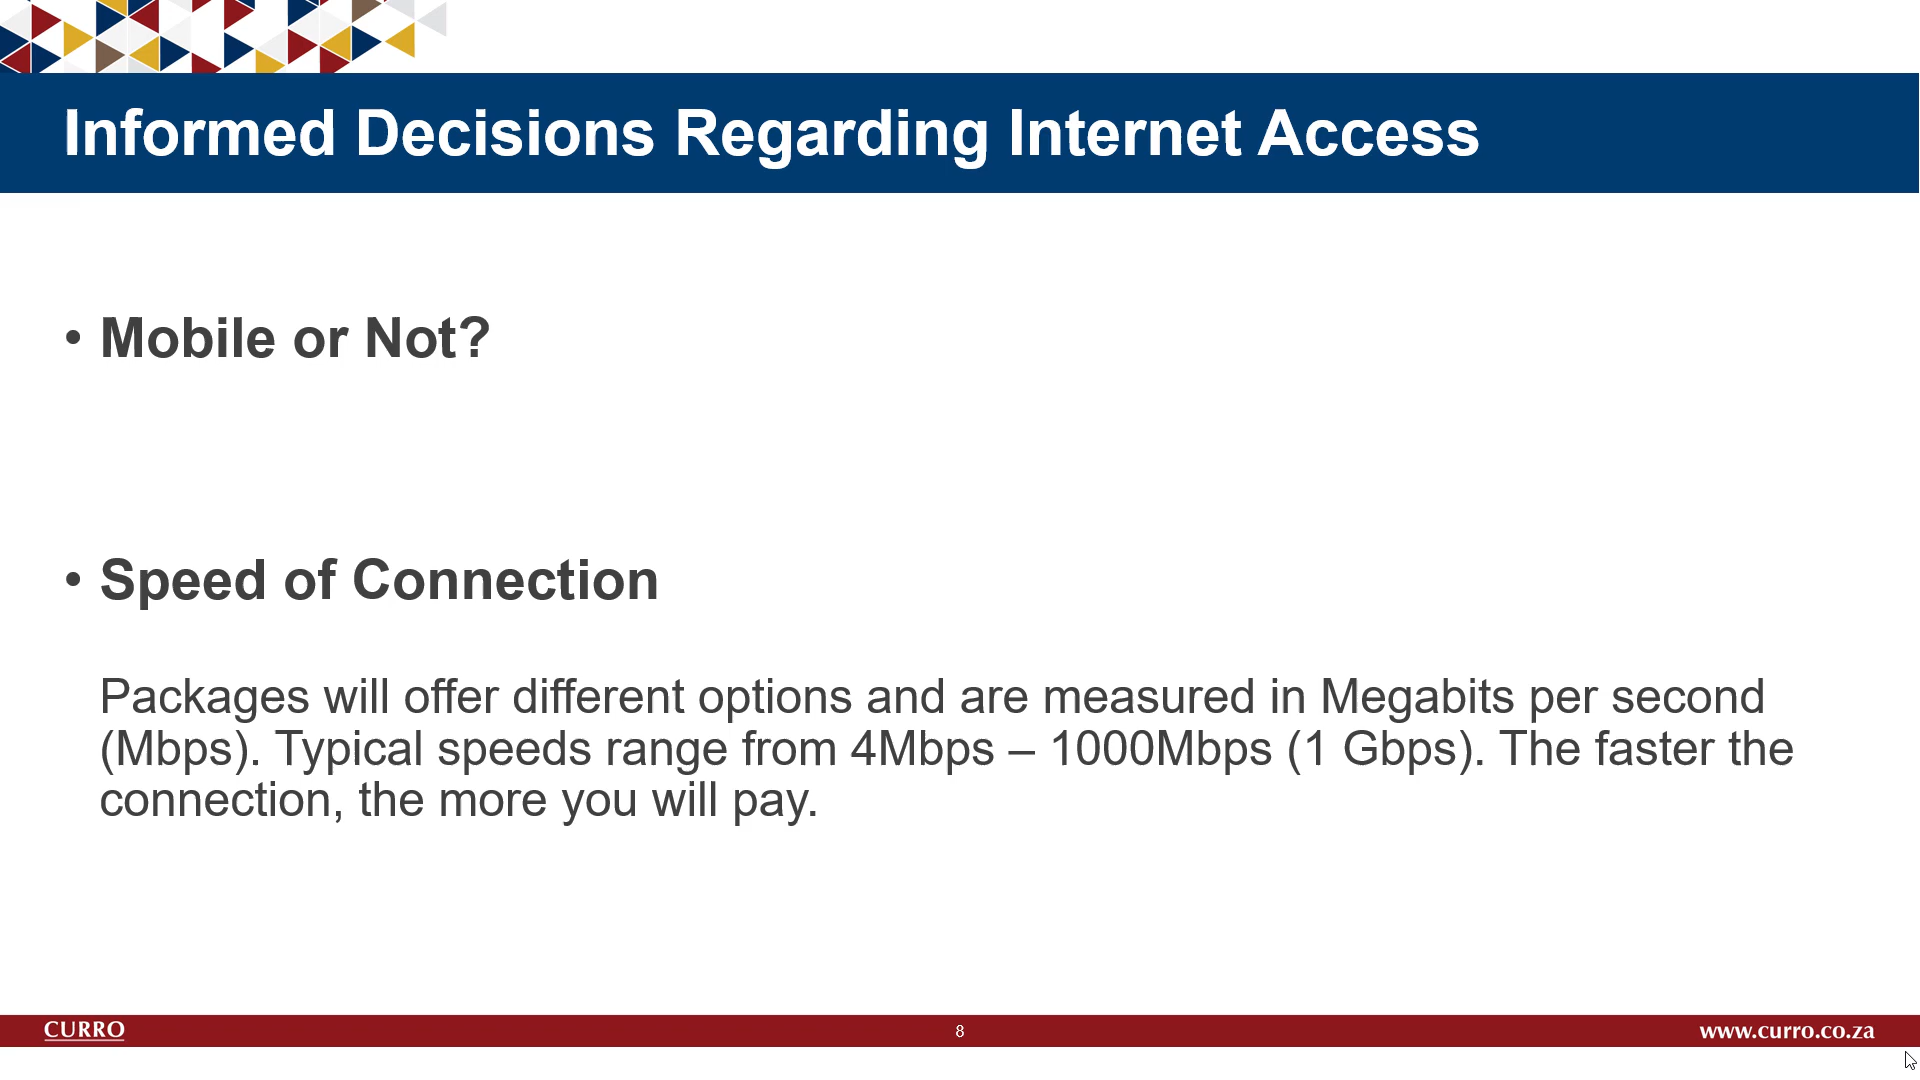 Informed Decisions Regarding Internet Access
• Mobile or Not?
• Speed of Connection
Packages will offer different options and are measured in Megabits per second
(Mbps). Typical speeds range from 4Mbps – 1000Mbps (1 Gbps). The faster the
connection, the more you will pay.
CURRO
8
www.curro.co.za